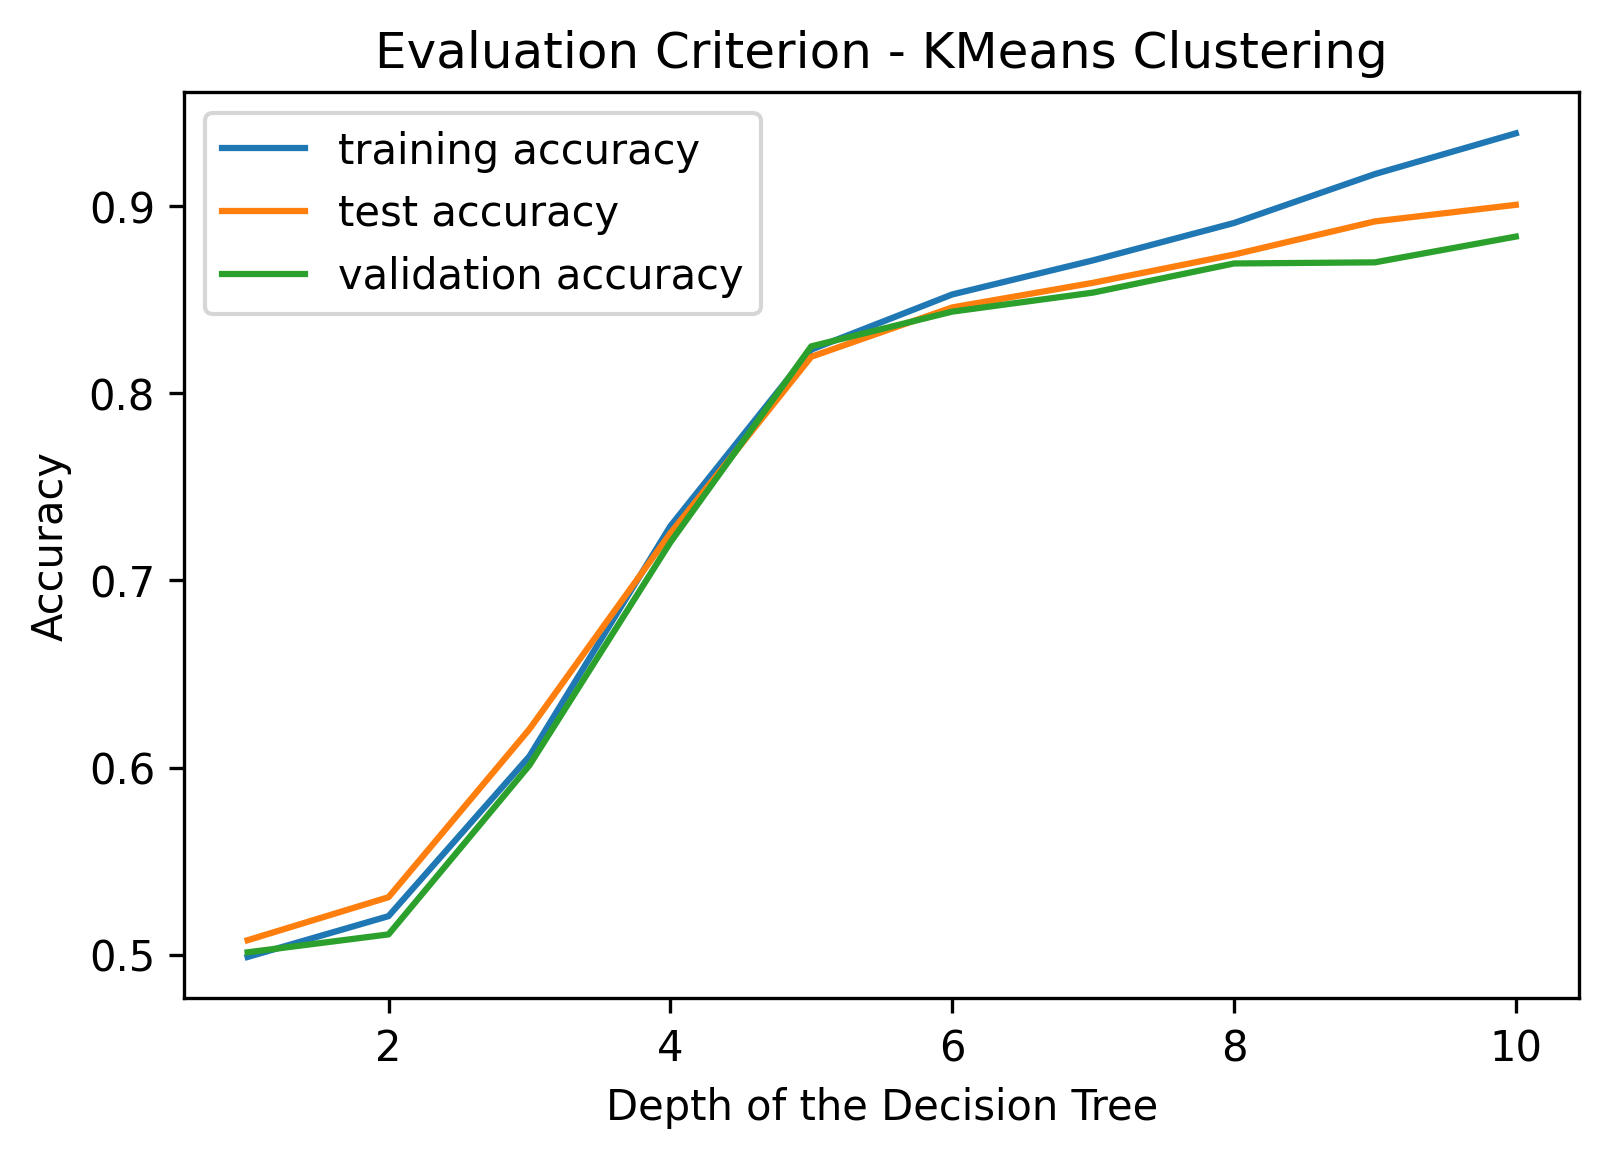 Evaluation Criterion - KMeans Clustering
training accuracy
test accuracy
validation accuracy
0.9
0.8
0.7
0.6
0.5
Accuracy
2 4 6 8 10
Depth of the Decision Tree